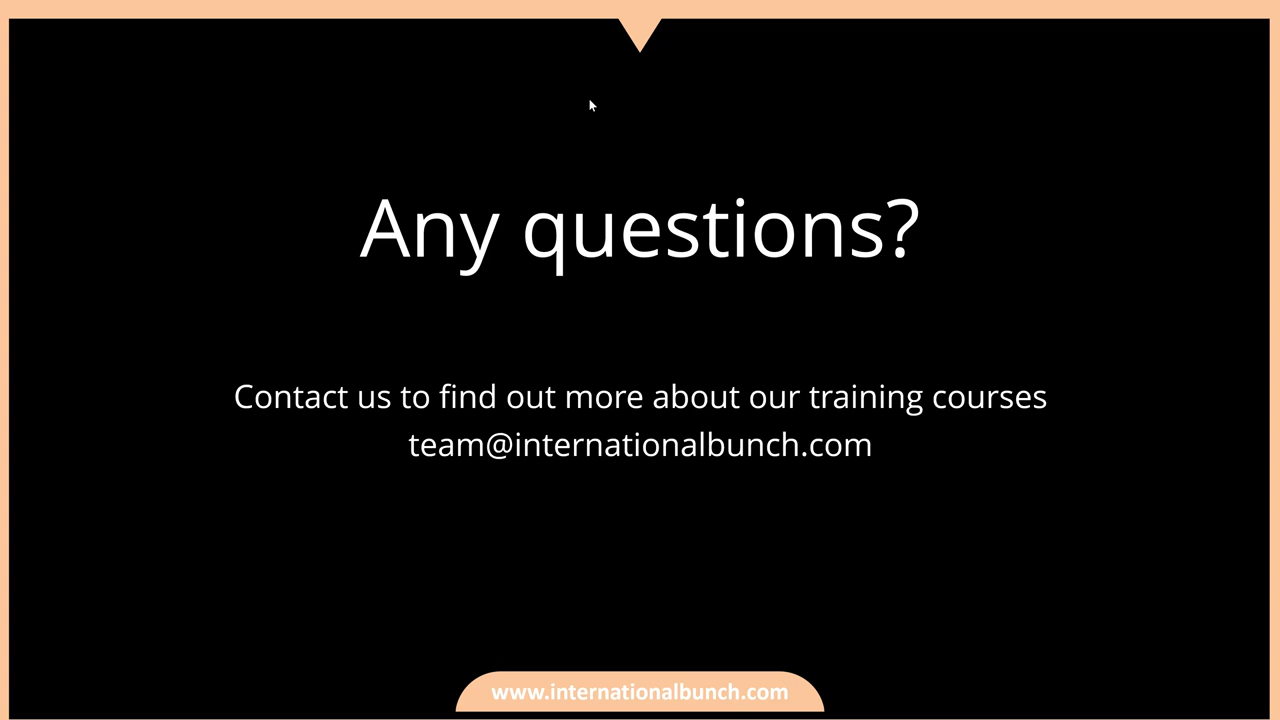 Any questions?
Contact us to find out more about our training courses
team@internationalbunch.com
www.internationalbunch.com